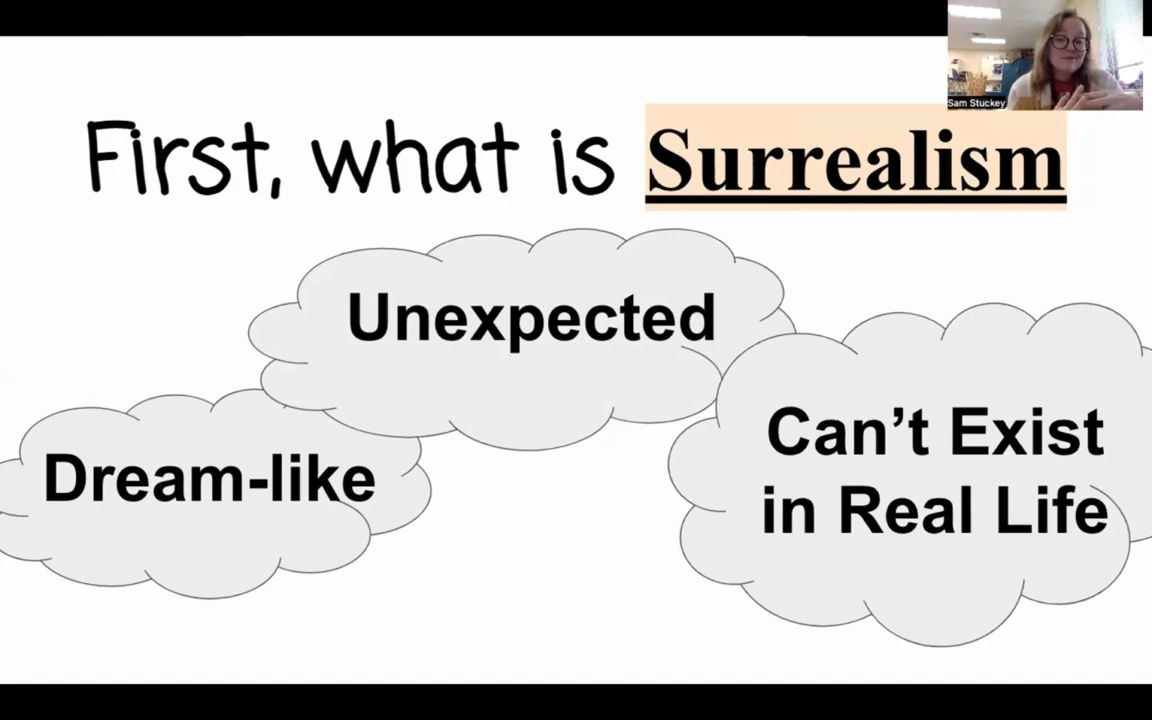 Sam Stuckey
First, what is Surrealism
Unexpected
Dream-like
Can’t Exist
in Real Life